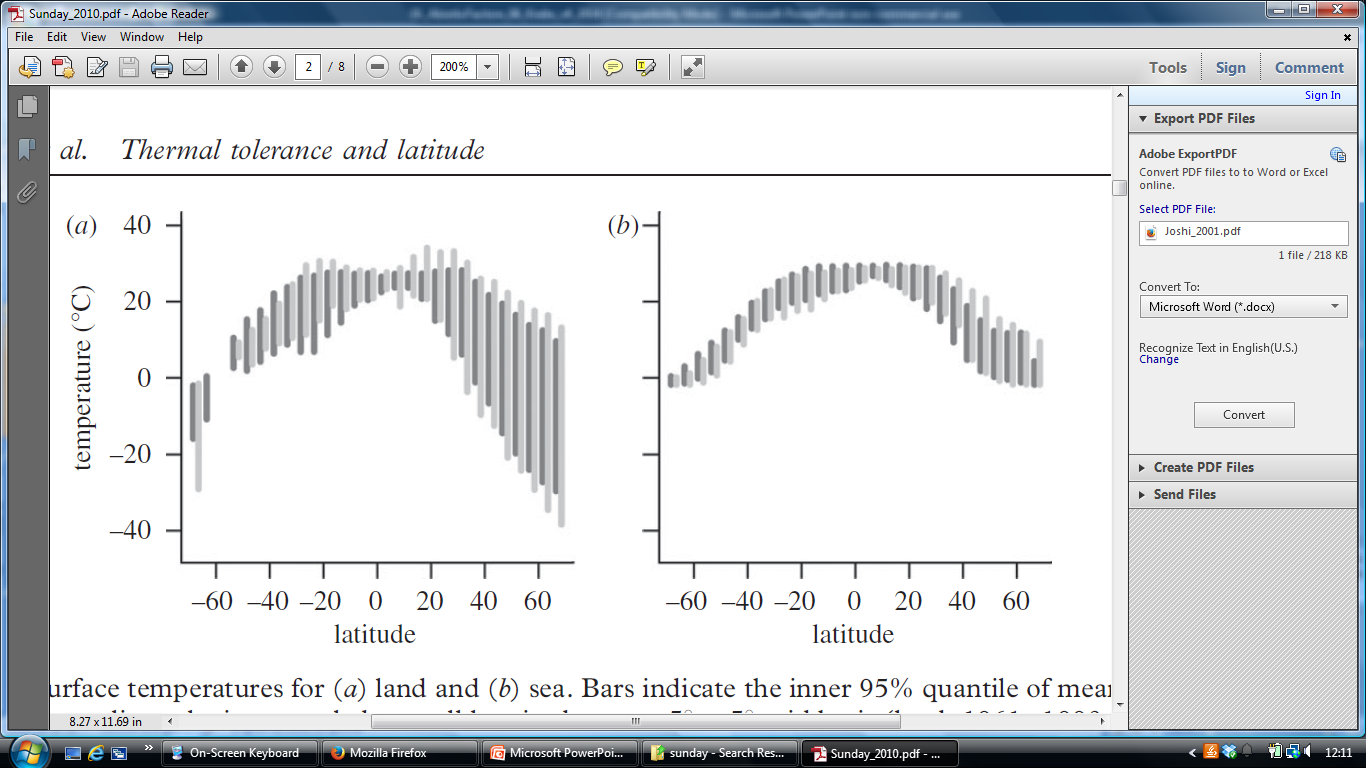 Sunday_2010.pdf - Adobe Reader
File Edit View Window Help
2 / 8 200% Tools Sign Comment
Sign In
al. Thermal tolerance and latitude
(a) 40 20 0 –20 –40
temperature (°C)
–60 –40 –20 0 20 40 60
latitude
(b)
–60 –40 –20 0 20 40 60
latitude
urface temperatures for (a) land and (b) sea. Bars indicate the inner 95% quantile of mear
8.27 x 11.69 in
Export PDF Files
Adobe ExportPDF
Convert PDF files to to Word or Excel
online.
Select PDF File:
Joshi_2001.pdf
1 file / 218 KB
Convert To:
Microsoft Word (*.docx)
Recognize Text in English(U.S.)
Change
Convert
Create PDF Files
Send Files
On-Screen Keyboard Mozilla Firefox Microsoft PowerPoi... sunday - Search Res... Sunday_2010.pdf - ... 12:11